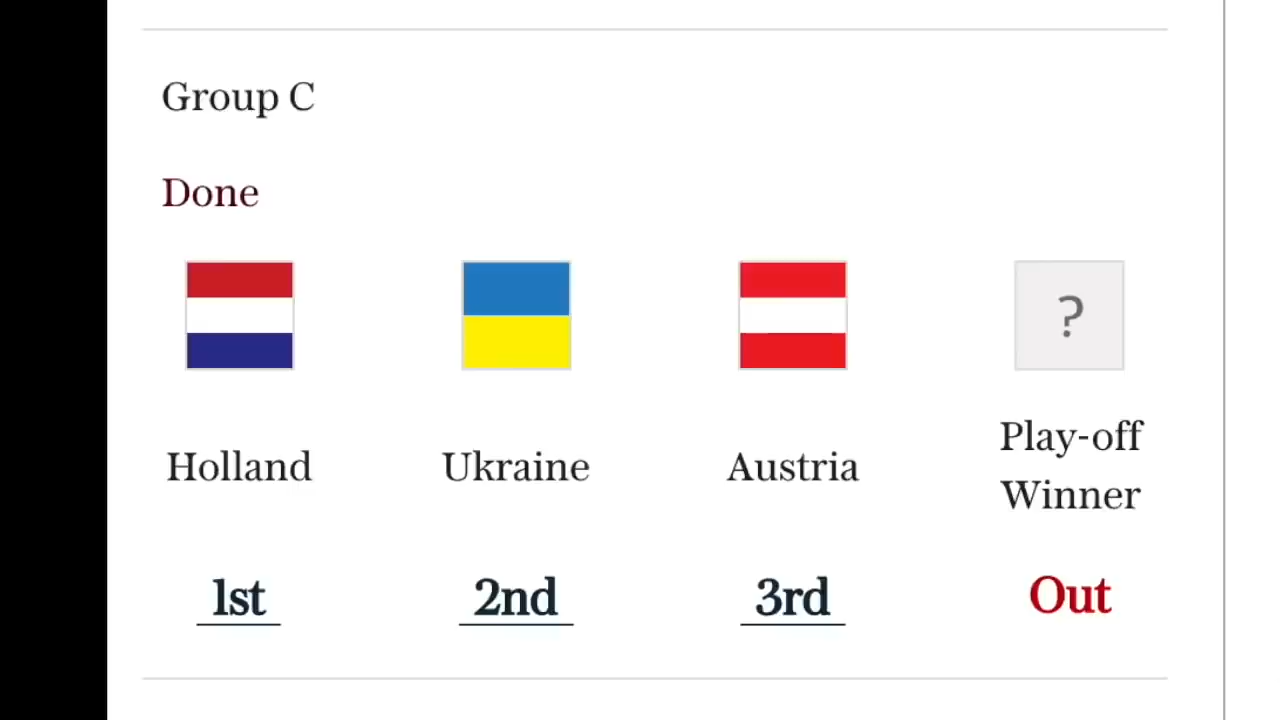 Group C
Done
?
Holland
Ukraine
Austria
Play-off
Winner
1st
2nd
3rd
Out